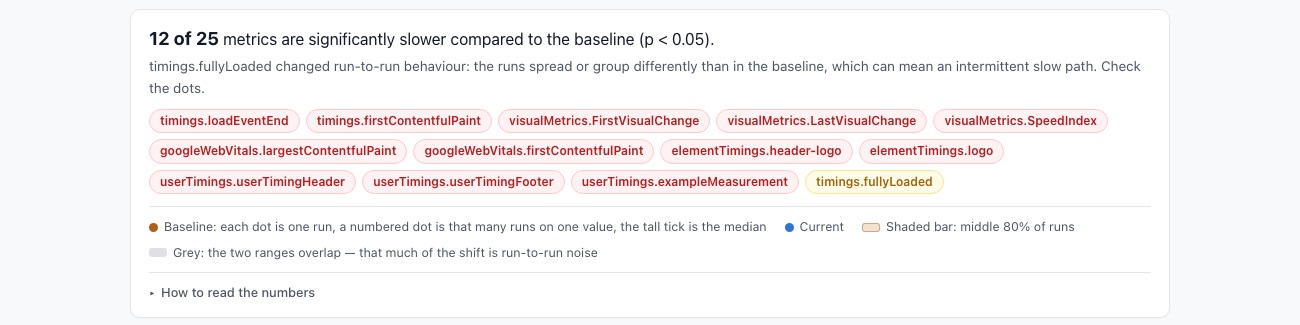 12 of 25 metrics are significantly slower compared to the baseline (p < 0.05).
timings.fullyLoaded changed run-to-run behaviour: the runs spread or group differently than in the baseline, which can mean an intermittent slow path. Check
the dots.
timings.loadEventEnd timings.firstContentfulPaint visualMetrics.FirstVisualChange visualMetrics.LastVisualChange visualMetrics.SpeedIndex
googleWebVitals.largestContentfulPaint googleWebVitals.firstContentfulPaint elementTimings.header-logo elementTimings.logo
userTimings.userTimingHeader userTimings.userTimingFooter userTimings.exampleMeasurement timings.fullyLoaded
Baseline: each dot is one run, a numbered dot is that many runs on one value, the tall tick is the median Current Shaded bar: middle 80% of runs
Grey: the two ranges overlap — that much of the shift is run-to-run noise
How to read the numbers